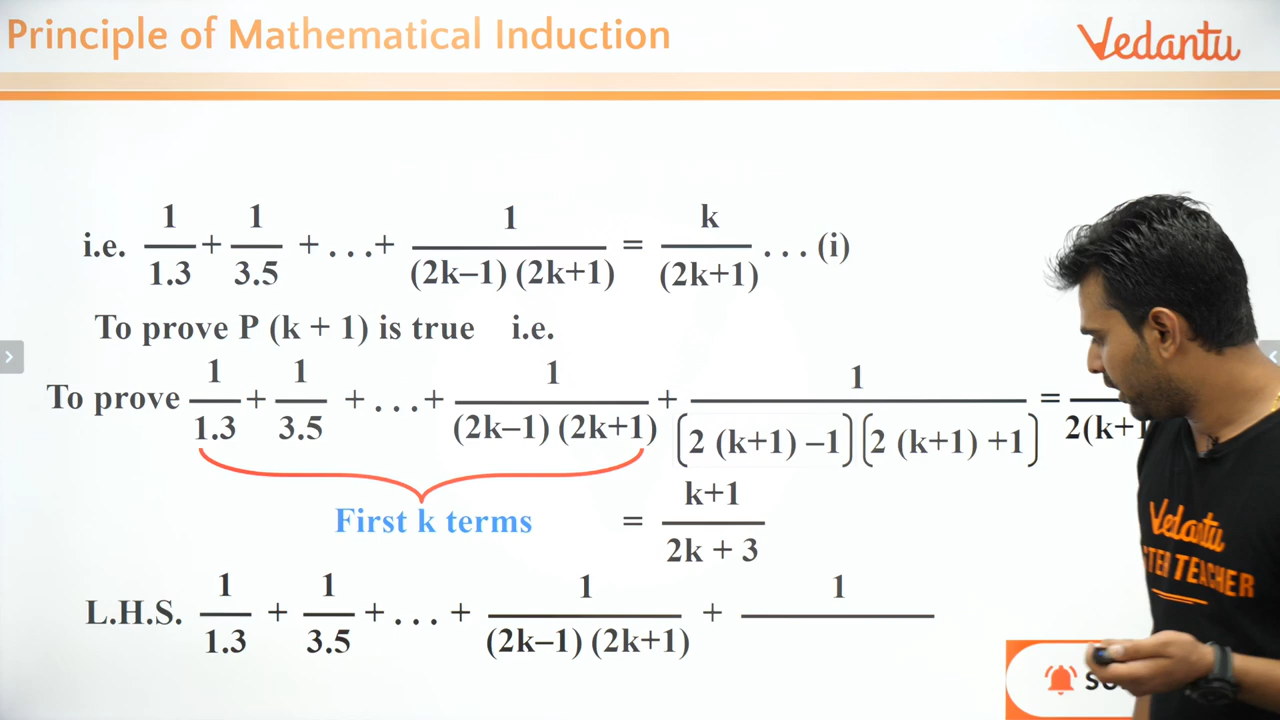 Principle of Mathematical Induction
Vedantu
i.e. 1/1.3 + 1/3.5 + . . . + 1/(2k–1) (2k+1) = k/(2k+1) . . . (i)
To prove P (k + 1) is true i.e.
To prove 1/1.3 + 1/3.5 + . . . + 1/(2k–1) (2k+1) + 1/[2 (k+1) –1] [2 (k+1) +1] = 2(k+1
First k terms
= k+1/2k + 3
L.H.S. 1/1.3 + 1/3.5 + . . . + 1/(2k–1) (2k+1) + 1/
Vedantu
TEACHER